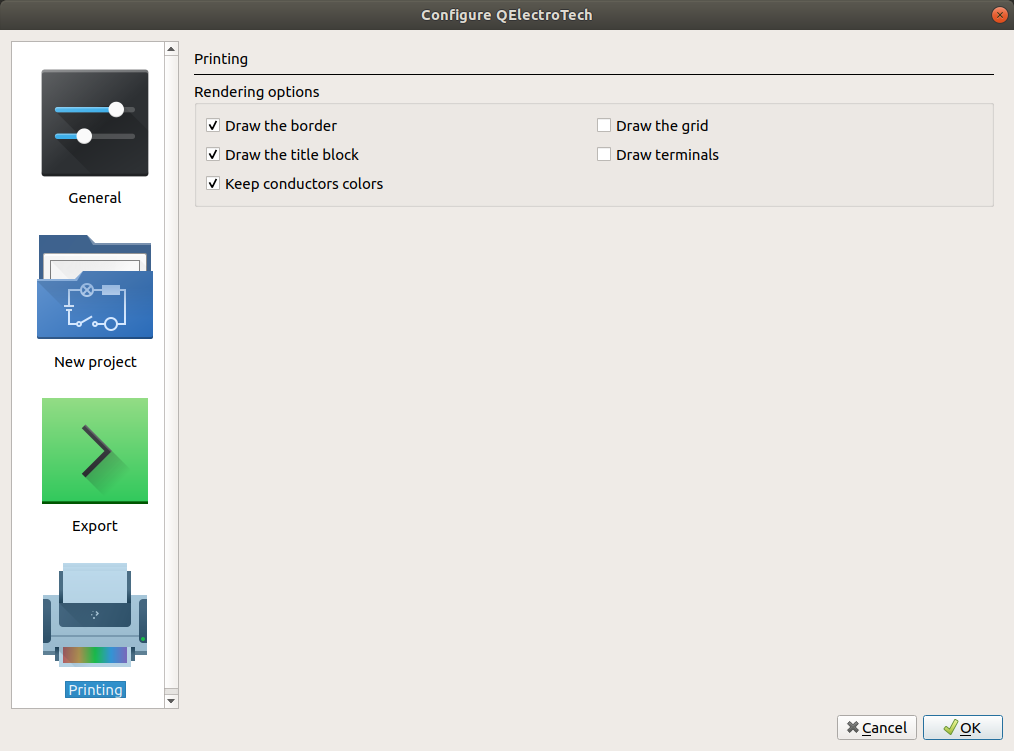 Configure QElectroTech
General
New project
Export
Printing
Printing
Rendering options
Draw the border
Draw the grid
Draw the title block
Draw terminals
Keep conductors colors
Cancel
OK